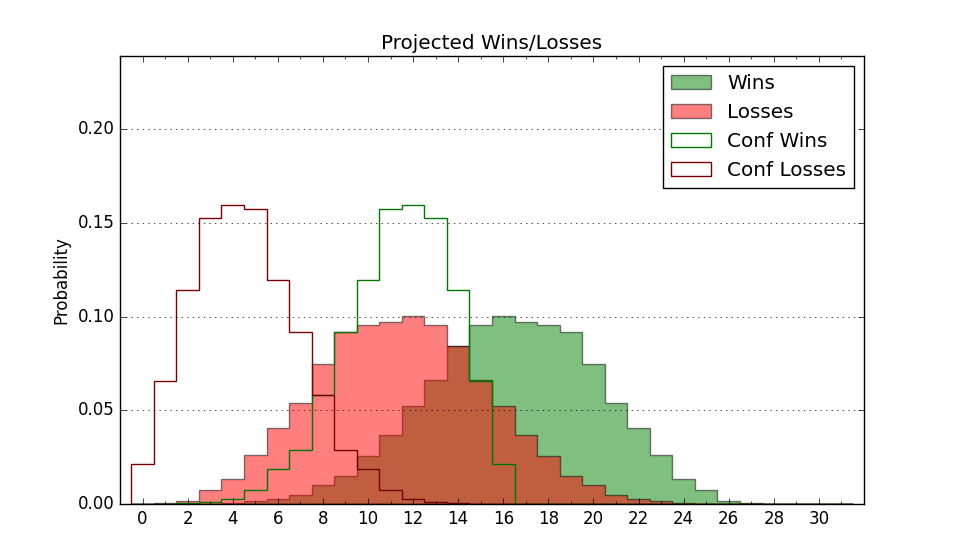 Projected Wins/Losses
Wins
Losses
Conf Wins
Conf Losses
Probability
0.20
0.15
0.10
0.05
0.00
0 2 4 6 8 10 12 14 16 18 20 22 24 26 28 30